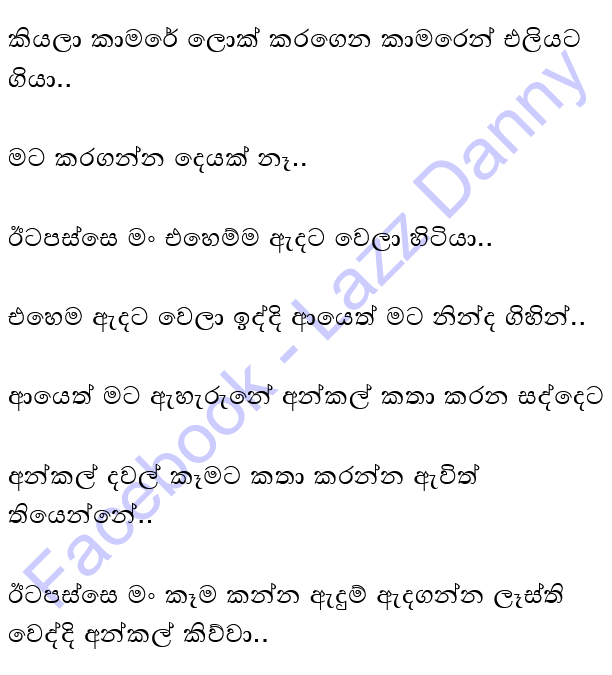 කියලා කාමරේ ලොක් කරගෙන කාමරෙන් එලියට
ගියා..
මට කරගන්න දෙයක් නෑ..
ඊටපස්සෙ මං එහෙම්ම ඇදට වෙලා හිටියා..
එහෙම ඇදට වෙලා ඉද්දි ආයෙත් මට නින්ද ගිහින්..
ආයෙත් මට ඇහැරුනේ අන්කල් කතා කරන සද්දෙට
අන්කල් දවල් කෑමට කතා කරන්න ඇවිත්
තියෙන්නේ..
ඊටපස්සෙ මං කෑම කන්න ඇදුම් ඇදගන්න ලෑස්ති
වෙද්දි අන්කල් කිව්වා..
Facebook - Lazz Danny